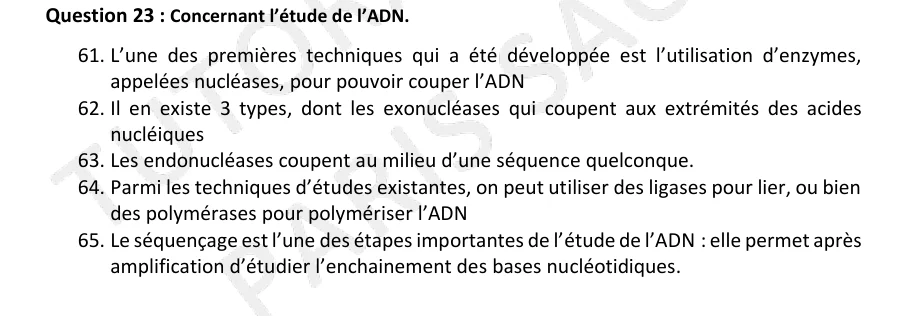 Question 23 : Concernant l’étude de l’ADN.
61. L’une des premières techniques qui a été développée est l’utilisation d’enzymes,
appelées nucléases, pour pouvoir couper l’ADN
62. Il en existe 3 types, dont les exonucléases qui coupent aux extrémités des acides
nucléiques
63. Les endonucléases coupent au milieu d’une séquence quelconque.
64. Parmi les techniques d’études existantes, on peut utiliser des ligases pour lier, ou bien
des polymérases pour polymériser l’ADN
65. Le séquençage est l’une des étapes importantes de l’étude de l’ADN : elle permet après
amplification d’étudier l’enchainement des bases nucléotidiques.
TUTOR
PARIS SAC